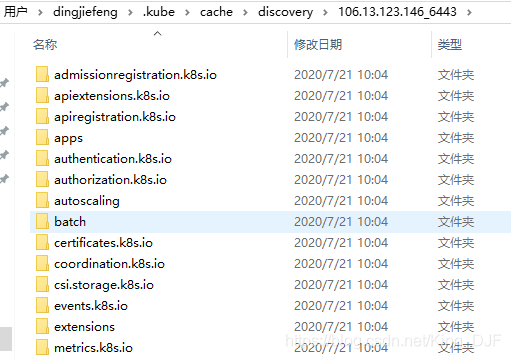 用户 > dingjiefeng > .kube > cache > discovery > 106.13.123.146_6443 >
名称 修改日期 类型
admissionregistration.k8s.io 2020/7/21 10:04 文件夹
apiextensions.k8s.io 2020/7/21 10:04 文件夹
apiregistration.k8s.io 2020/7/21 10:04 文件夹
apps 2020/7/21 10:04 文件夹
authentication.k8s.io 2020/7/21 10:04 文件夹
authorization.k8s.io 2020/7/21 10:04 文件夹
autoscaling 2020/7/21 10:04 文件夹
batch 2020/7/21 10:04 文件夹
certificates.k8s.io 2020/7/21 10:04 文件夹
coordination.k8s.io 2020/7/21 10:04 文件夹
csi.storage.k8s.io 2020/7/21 10:04 文件夹
events.k8s.io 2020/7/21 10:04 文件夹
extensions 2020/7/21 10:04 文件夹
metrics.k8s.io 2020/7/21 10:04 文件夹